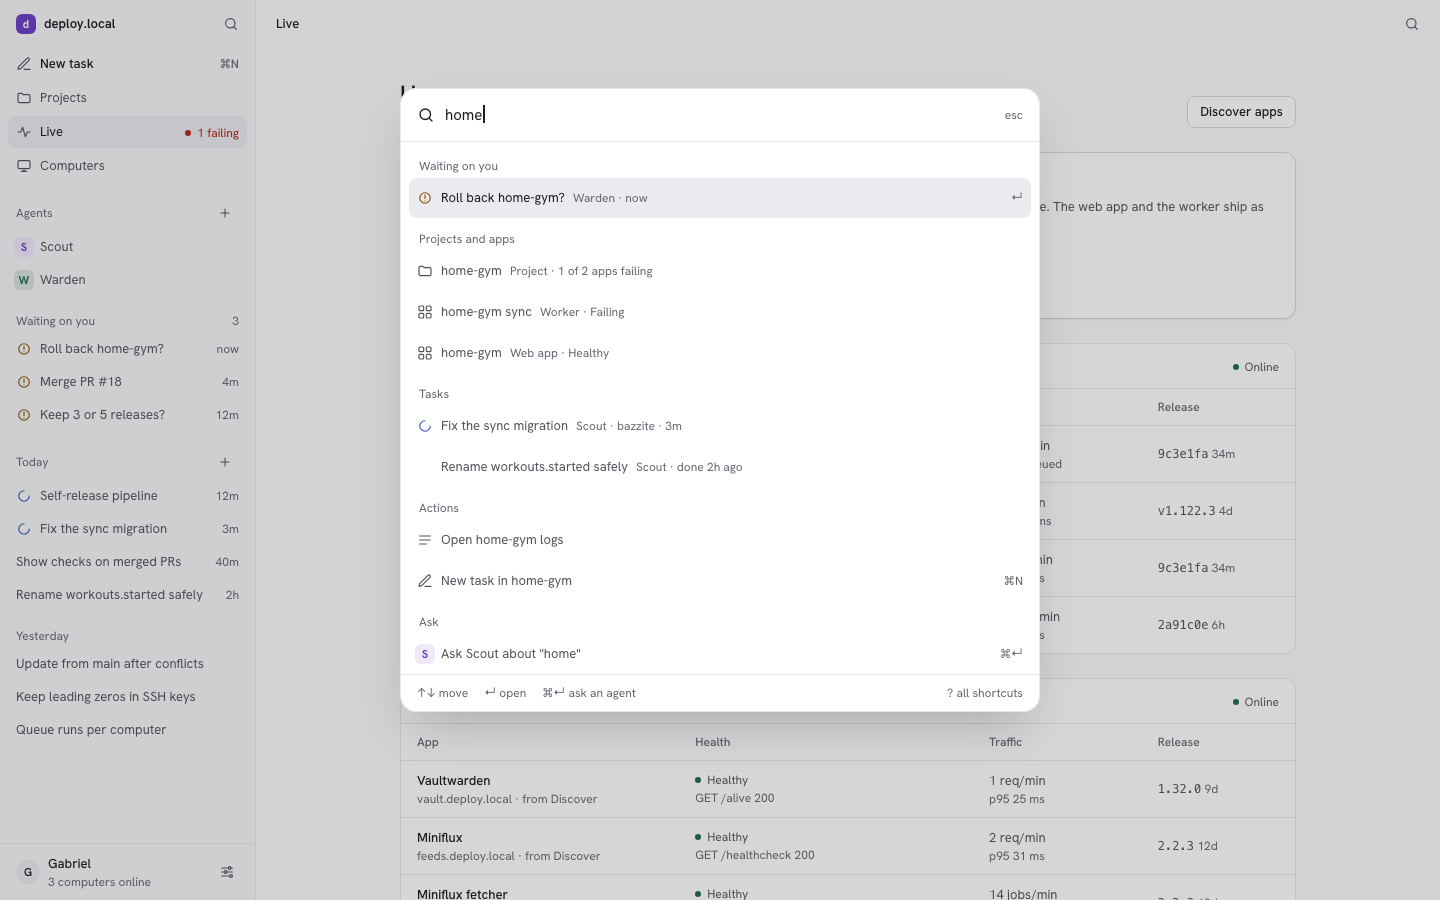 deploy.local
New task ⌘N
Projects
Live 1 failing
Computers
Agents
S Scout
W Warden
Waiting on you 3
Roll back home-gym? now
Merge PR #18 4m
Keep 3 or 5 releases? 12m
Today
Self-release pipeline 12m
Fix the sync migration 3m
Show checks on merged PRs 40m
Rename workouts.started safely 2h
Yesterday
Update from main after conflicts
Keep leading zeros in SSH keys
Queue runs per computer
G Gabriel
3 computers online
Live
Discover apps
home esc
Waiting on you
Roll back home-gym? Warden · now ↵
Projects and apps
home-gym Project · 1 of 2 apps failing
home-gym sync Worker · Failing
home-gym Web app · Healthy
Tasks
Fix the sync migration Scout · bazzite · 3m
Rename workouts.started safely Scout · done 2h ago
Actions
Open home-gym logs
New task in home-gym ⌘N
Ask
S Ask Scout about "home" ⌘↵
↑↓ move ↵ open ⌘↵ ask an agent ? all shortcuts
The web app and the worker ship as
Online
Release
9c3e1fa 34m
v1.122.3 4d
9c3e1fa 34m
2a91c0e 6h
Online
App Health Traffic Release
Vaultwarden Healthy 1 req/min 1.32.0 9d
vault.deploy.local · from Discover GET /alive 200 p95 25 ms
Miniflux Healthy 2 req/min 2.2.3 12d
feeds.deploy.local · from Discover GET /healthcheck 200 p95 31 ms
Miniflux fetcher Healthy 14 jobs/min